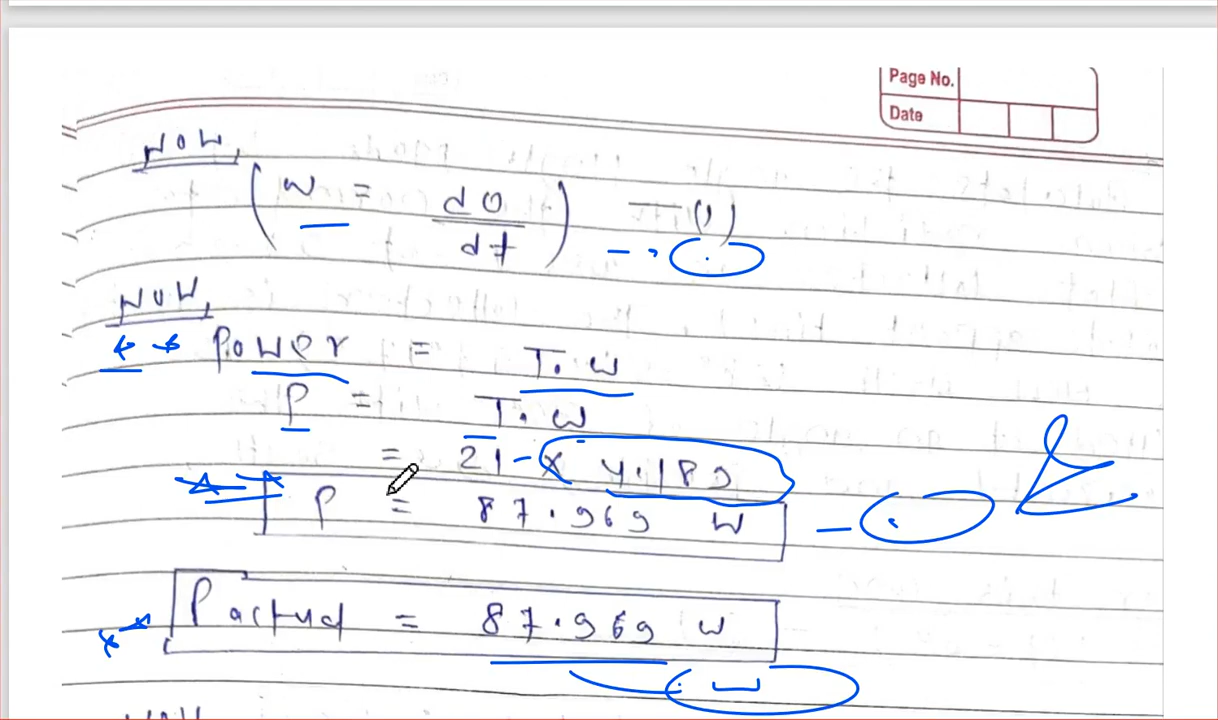 Page No.
Date
NOW,
( ω = dθ/dt ) —(1)
NOW,
Power = T. ω
P = T. ω
= 21 × 4.189
P = 87.969 W
Pactual = 87.969 W